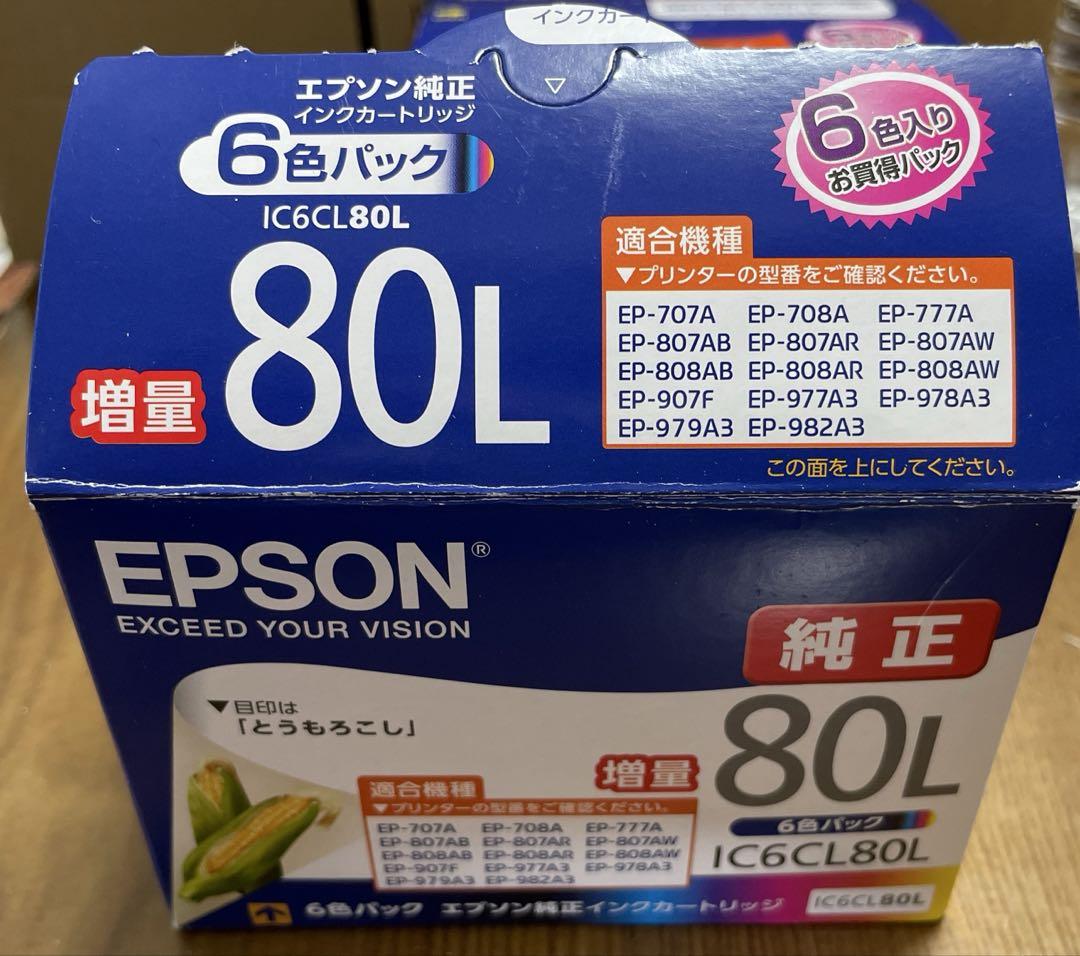 インクカー
エプソン純正
インクカートリッジ
6色パック
IC6CL80L
80L
増量
6色入り
お買得パック
適合機種
▼プリンターの型番をご確認ください。
EP-707A EP-708A EP-777A
EP-807AB EP-807AR EP-807AW
EP-808AB EP-808AR EP-808AW
EP-907F EP-977A3 EP-978A3
EP-979A3 EP-982A3
この面を上にしてください。
EPSON®
EXCEED YOUR VISION
純正
▼目印は
「とうもろこし」
増量
80L
6色パック
IC6CL80L
適合機種
▼プリンターの型番をご確認ください。
EP-707A EP-708A EP-777A
EP-807AB EP-807AR EP-807AW
EP-808AB EP-808AR EP-808AW
EP-907F EP-977A3 EP-978A3
EP-979A3 EP-982A3
6色パック エプソン純正インクカートリッジ
IC6CL80L